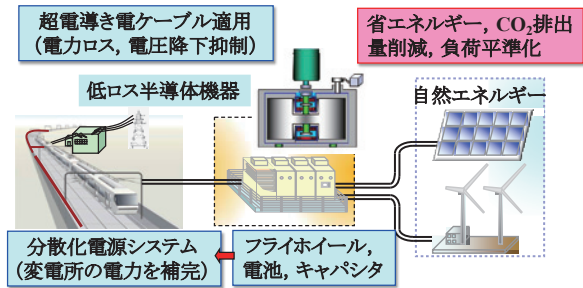 超電導き電ケーブル適用
(電力ロス, 電圧降下抑制)
省エネルギー, CO₂排出
量削減, 負荷平準化
低ロス半導体機器
自然エネルギー
分散化電源システム
(変電所の電力を補完)
フライホイール,
電池, キャパシタ